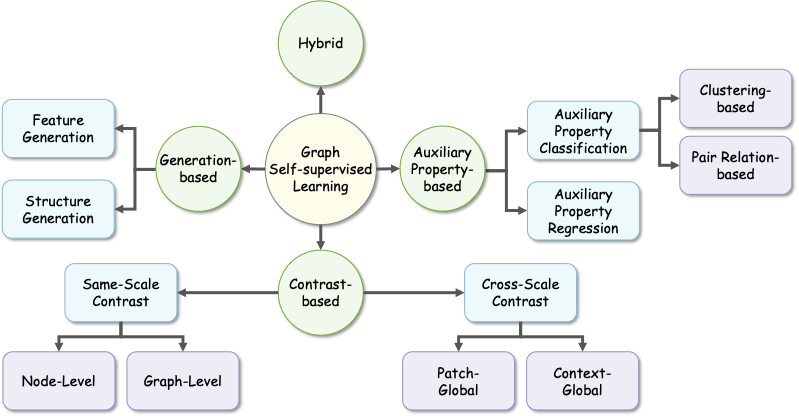 Hybrid
Feature
Generation
Structure
Generation
Generation-
based
Graph
Self-supervised
Learning
Auxiliary
Property-
based
Auxiliary
Property
Classification
Auxiliary
Property
Regression
Clustering-
based
Pair Relation-
based
Contrast-
based
Same-Scale
Contrast
Cross-Scale
Contrast
Node-Level
Graph-Level
Patch-
Global
Context-
Global